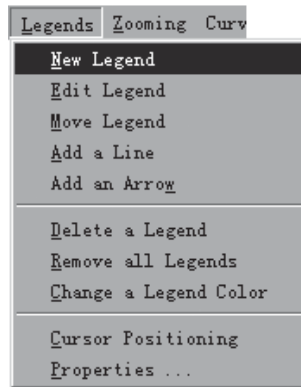 Legends Zooming Curv
New Legend
Edit Legend
Move Legend
Add a Line
Add an Arrow
Delete a Legend
Remove all Legends
Change a Legend Color
Cursor Positioning
Properties ...